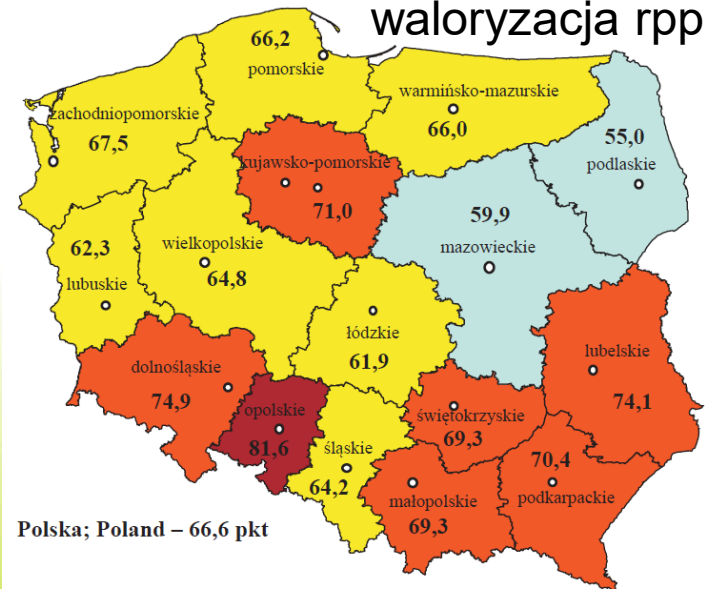 waloryzacja rpp
66,2
pomorskie
warmińsko-mazurskie
66,0
zachodniopomorskie
67,5
55,0
podlaskie
kujawsko-pomorskie
71,0
59,9
mazowieckie
62,3
lubuskie
wielkopolskie
64,8
łódzkie
61,9
dolnośląskie
74,9
opolskie
81,6
śląskie
64,2
świętokrzyskie
69,3
lubelskie
74,1
małopolskie
69,3
70,4
podkarpackie
Polska; Poland – 66,6 pkt